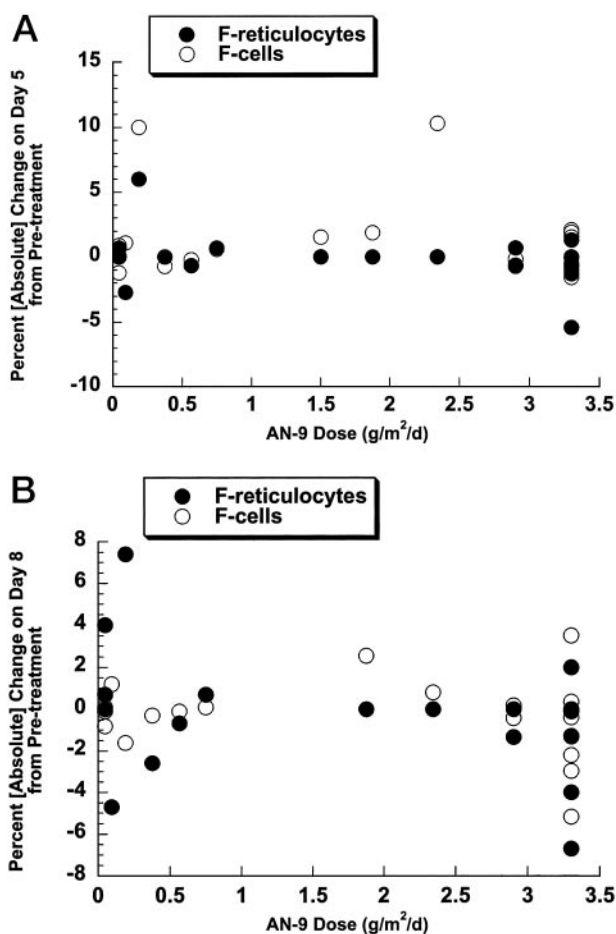 A
F-reticulocytes
F-cells
Percent [Absolute] Change on Day 5
from Pre-treatment
15
10
5
0
-5
-10
0 0.5 1 1.5 2 2.5 3 3.5
AN-9 Dose (g/m²/d)
B
F-reticulocytes
F-cells
Percent [Absolute] Change on Day 8
from Pre-treatment
8
6
4
2
0
-2
-4
-6
-8
0 0.5 1 1.5 2 2.5 3 3.5
AN-9 Dose (g/m²/d)